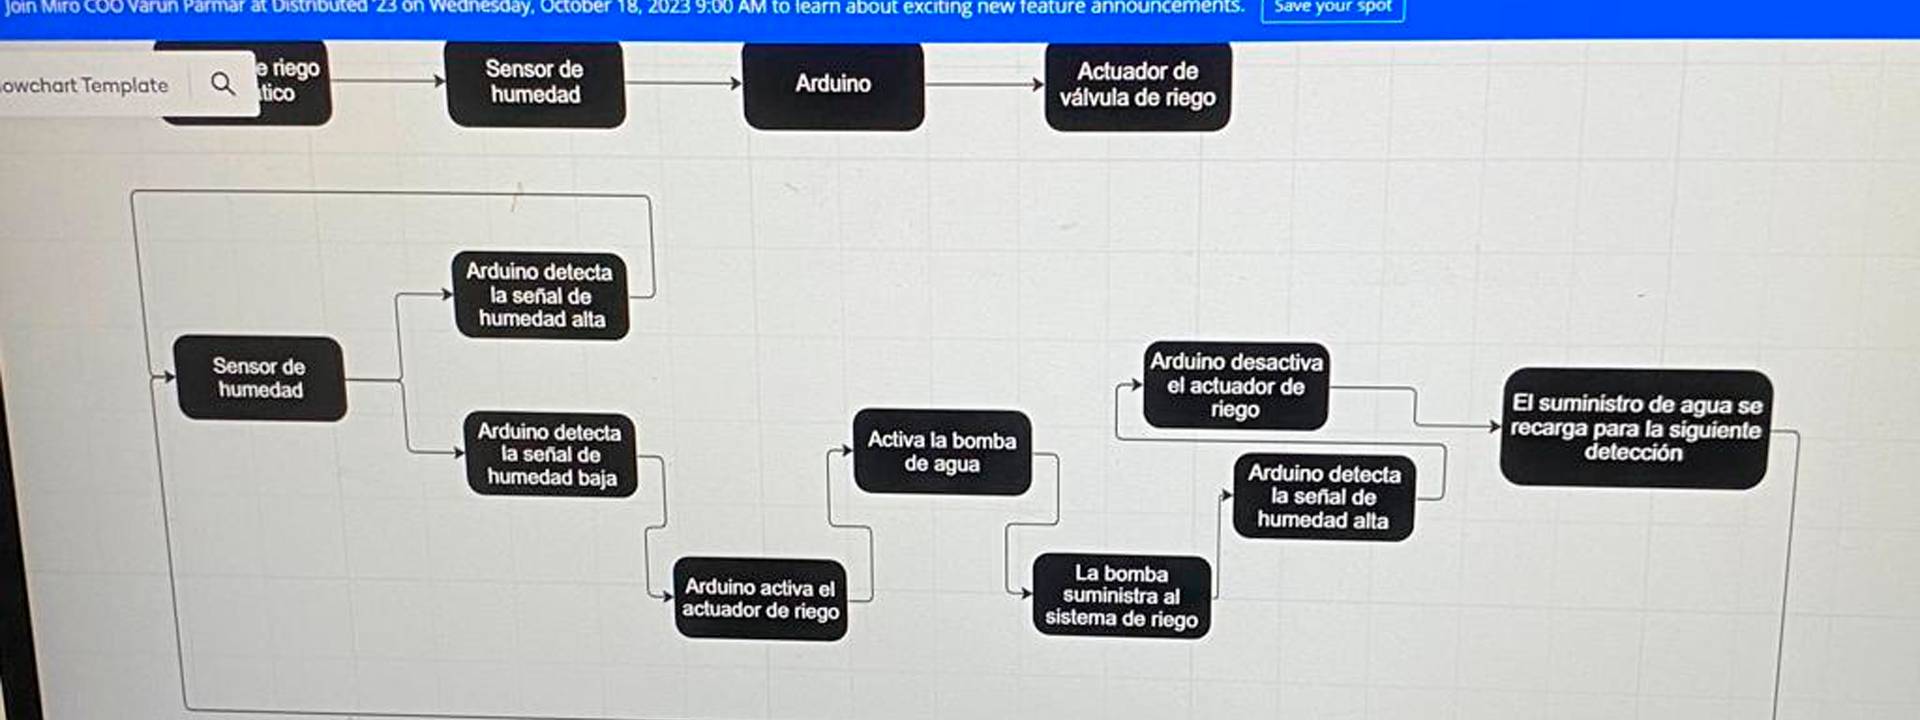 Join Miro COO Varun Parmar at Distributed '23 on Wednesday, October 18, 2023 9:00 AM to learn about exciting new feature announcements.
Save your spot
owchart Template
e riego
tico
Sensor de
humedad
Arduino
Actuador de
válvula de riego
Arduino detecta
la señal de
humedad alta
Sensor de
humedad
Arduino detecta
la señal de
humedad baja
Arduino activa el
actuador de riego
Activa la bomba
de agua
La bomba
suministra al
sistema de riego
Arduino detecta
la señal de
humedad alta
Arduino desactiva
el actuador de
riego
El suministro de agua se
recarga para la siguiente
detección